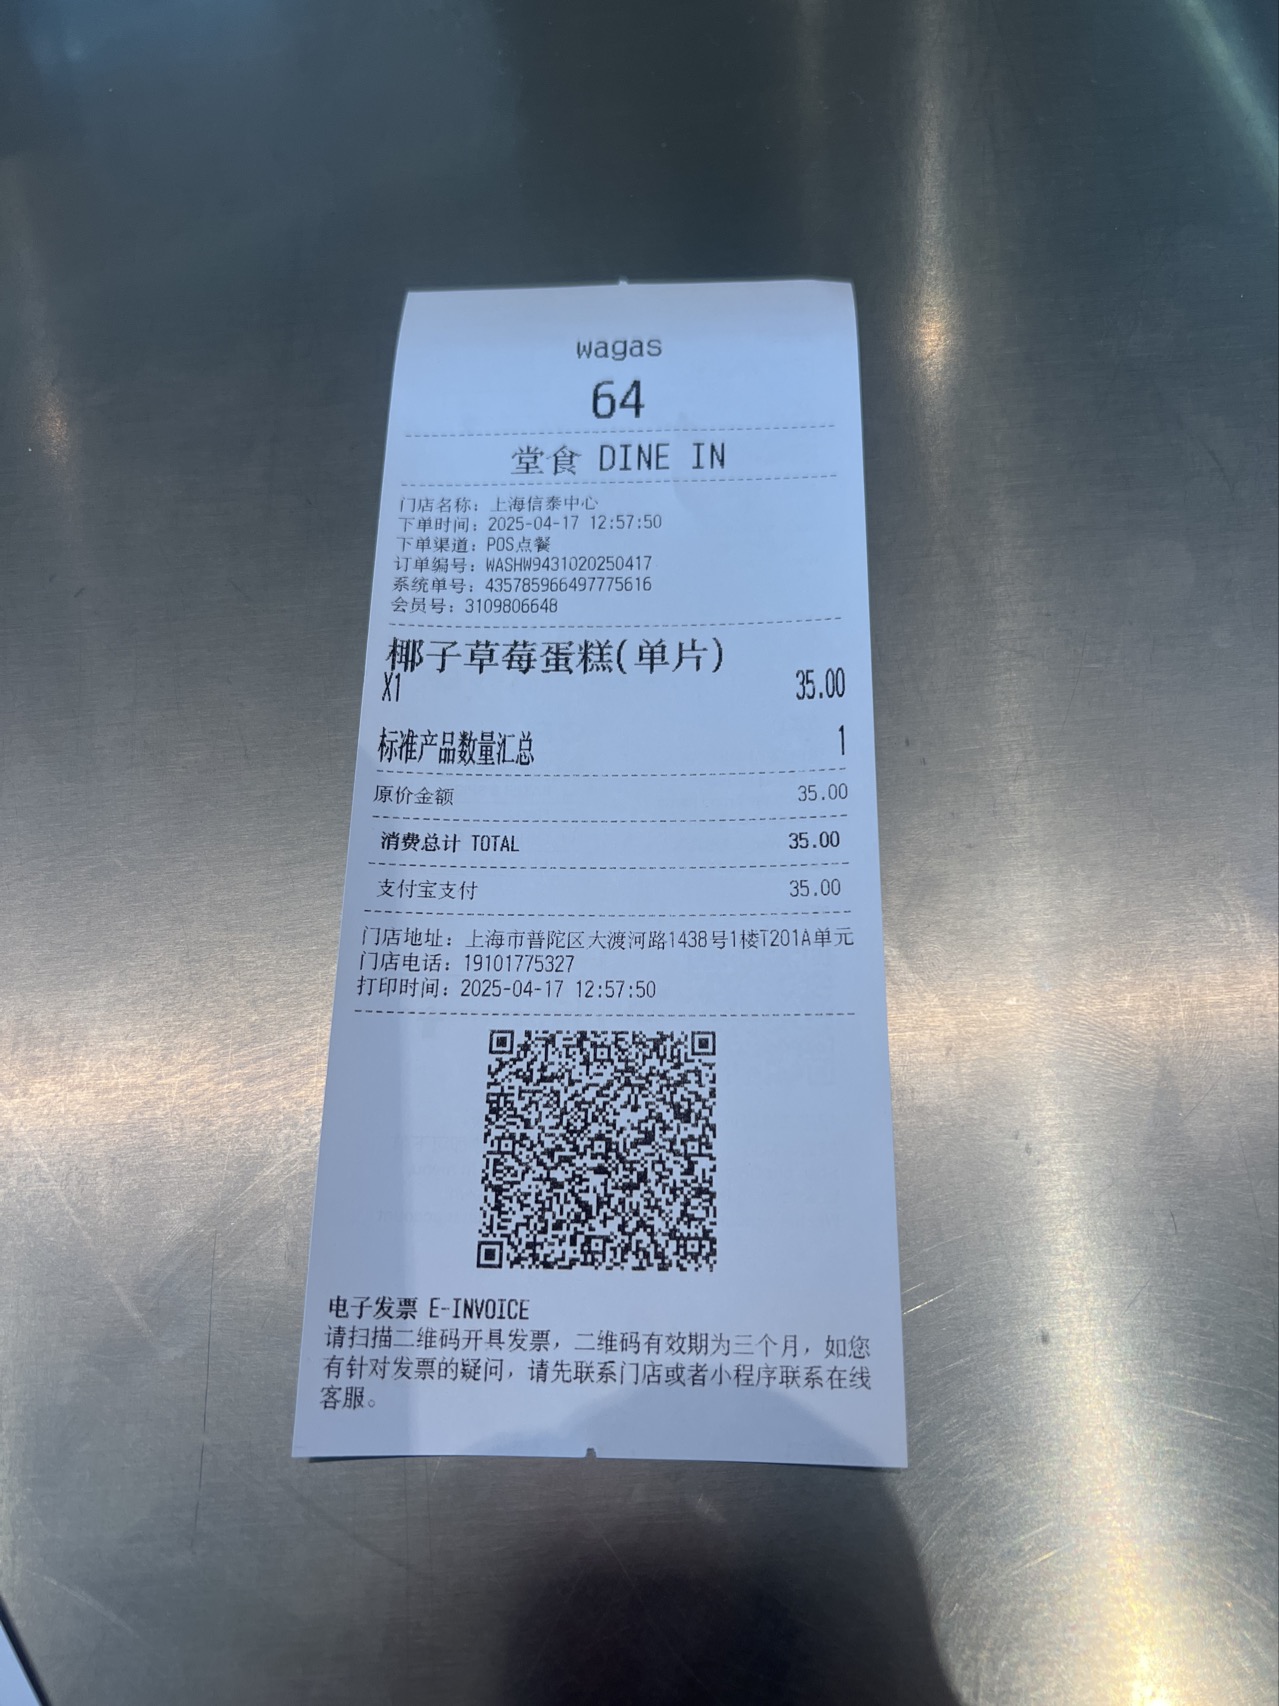 wagas
64
堂食 DINE IN
门店名称：上海信泰中心
下单时间：2025-04-17 12:57:50
下单渠道：POS点餐
订单编号：WASHW9431020250417
系统单号：435785966497775616
会员号：3109806648
椰子草莓蛋糕(单片)
X1 35.00
标准产品数量汇总 1
原价金额 35.00
消费总计 TOTAL 35.00
支付宝支付 35.00
门店地址：上海市普陀区大渡河路1438号1楼T201A单元
门店电话：19101775327
打印时间：2025-04-17 12:57:50
电子发票 E-INVOICE
请扫描二维码开具发票，二维码有效期为三个月，如您
有针对发票的疑问，请先联系门店或者小程序联系在线
客服。